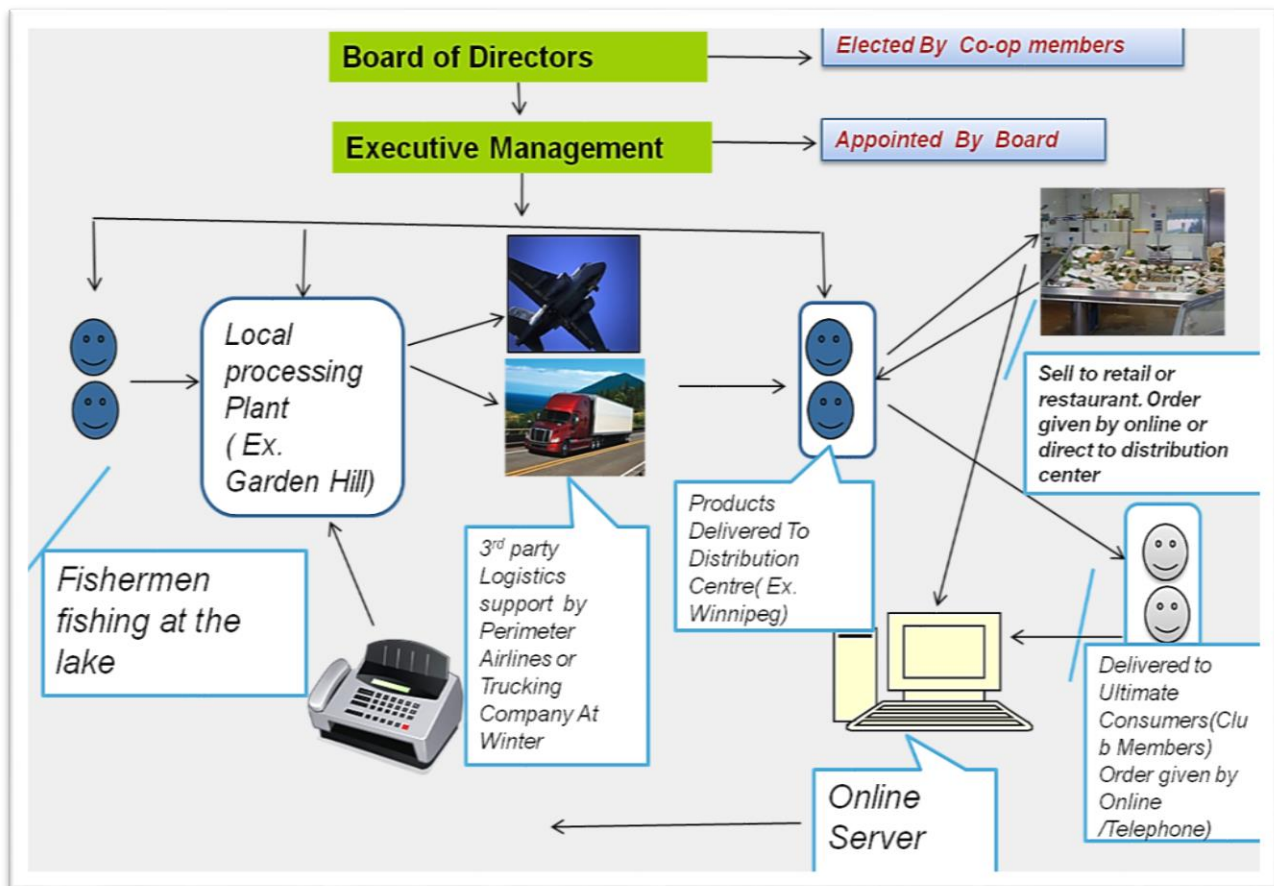 Board of Directors
Elected By Co-op members
Executive Management
Appointed By Board
Local
processing
Plant
( Ex.
Garden Hill)
Sell to retail or
restaurant. Order
given by online or
direct to distribution
center
Fishermen
fishing at the
lake
3rd party
Logistics
support by
Perimeter
Airlines or
Trucking
Company At
Winter
Products
Delivered To
Distribution
Centre( Ex.
Winnipeg)
Delivered to
Ultimate
Consumers(Clu
b Members)
Order given by
Online
/Telephone)
Online
Server